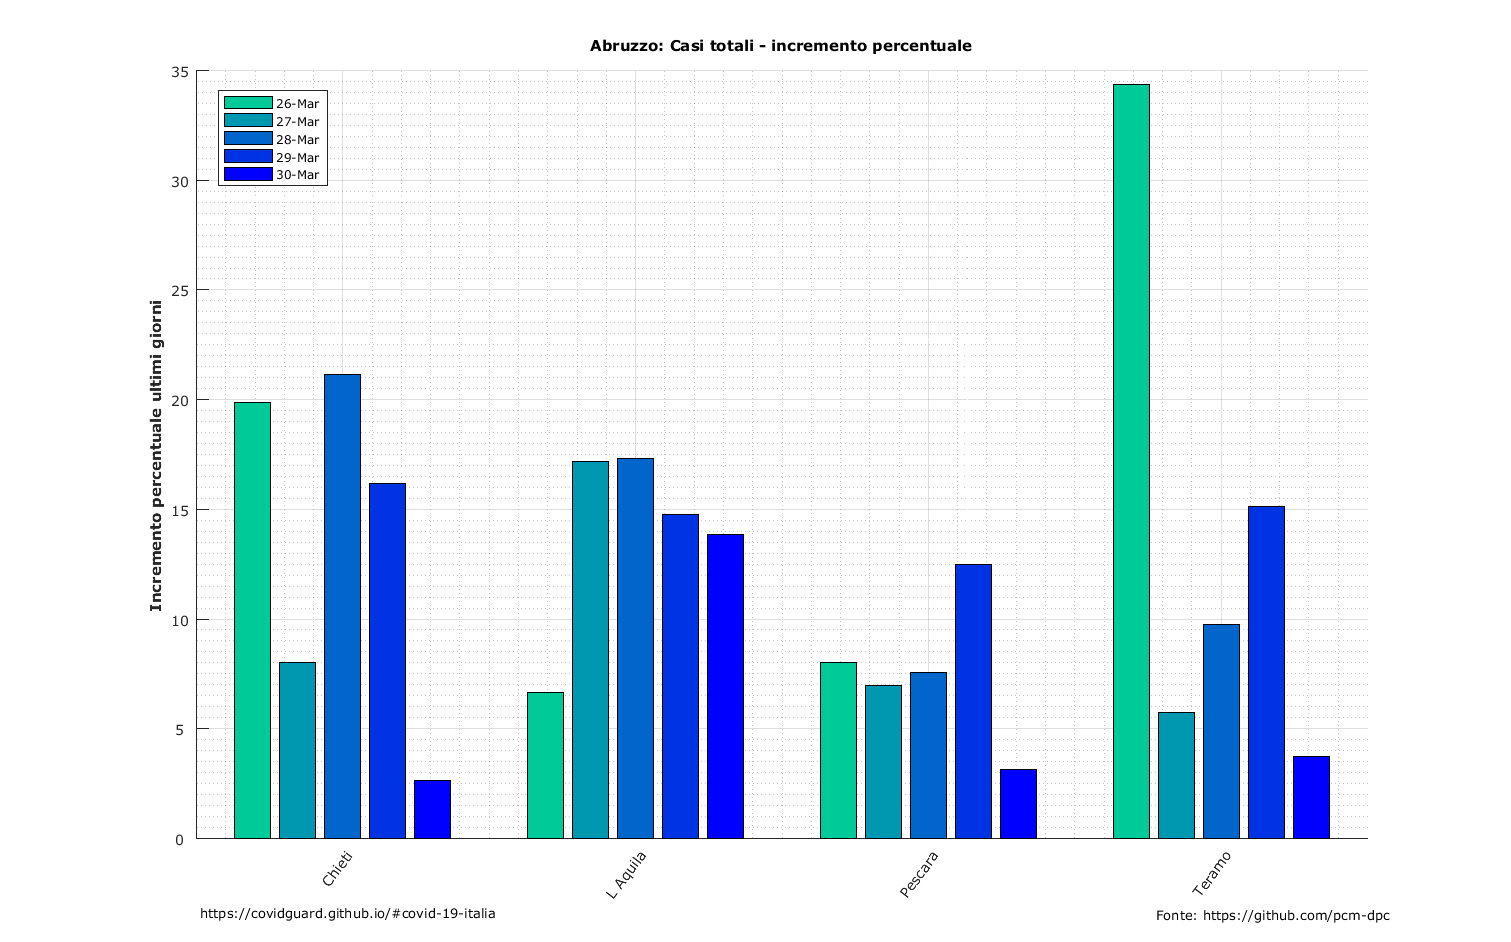 Abruzzo: Casi totali - incremento percentuale
35
30
25
20
15
10
5
0
Incremento percentuale ultimi giorni
26-Mar
27-Mar
28-Mar
29-Mar
30-Mar
Chieti
L Aquila
Pescara
Teramo
https://covidguard.github.io/#covid-19-italia
Fonte: https://github.com/pcm-dpc